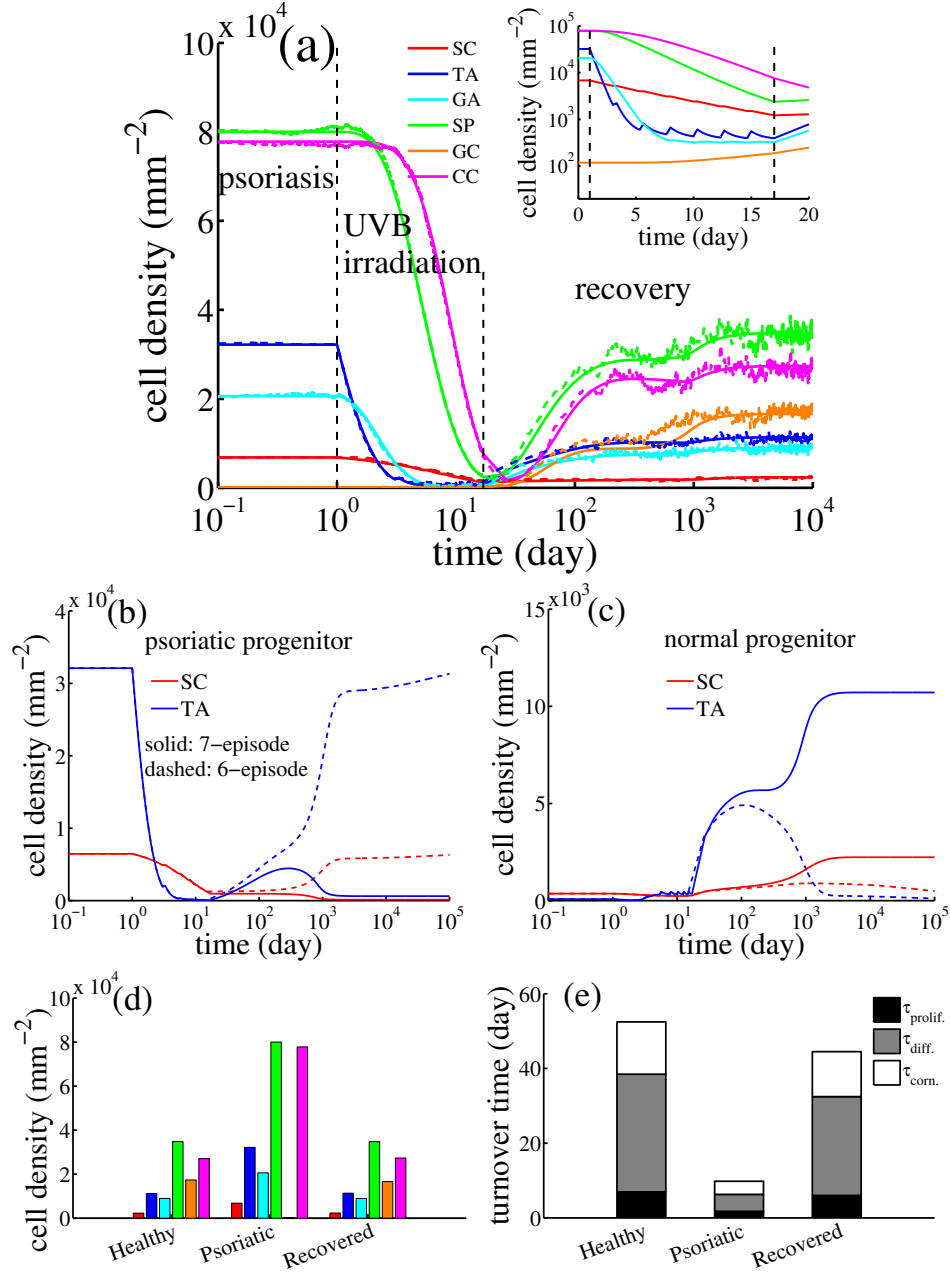 x 10^4
(a)
10
8
6
4
2
0
cell density (mm^−2)
10^−1
10^0
10^1
10^2
10^3
10^4
time (day)
SC
TA
GA
SP
GC
CC
psoriasis
UVB
irradiation
recovery
10^5
10^4
10^3
10^2
cell density (mm^−2)
0
5
10
15
20
time (day)
x 10^4
(b)
4
3
2
1
0
cell density (mm^−2)
psoriatic progenitor
SC
TA
solid: 7−episode
dashed: 6−episode
10^−1
10^0
10^1
10^2
10^3
10^4
10^5
time (day)
x10^3
(c)
15
10
5
0
cell density (mm^−2)
normal progenitor
SC
TA
10^−1
10^0
10^1
10^2
10^3
10^4
10^5
time (day)
x 10^4
(d)
10
8
6
4
2
0
cell density (mm^−2)
Healthy
Psoriatic
Recovered
(e)
60
40
20
0
turnover time (day)
τ_prolif.
τ_diff.
τ_corn.
Healthy
Psoriatic
Recovered